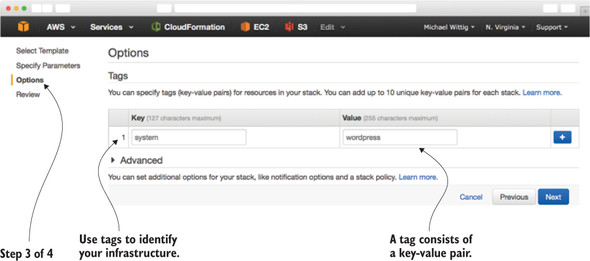 AWS Services CloudFormation EC2 S3 Edit Michael Wittig N. Virginia Support
Select Template
Specify Parameters
Options
Review
Options
Tags
You can specify tags (key-value pairs) for resources in your stack. You can add up to 10 unique key-value pairs for each stack. Learn more.
Key (127 characters maximum) Value (255 characters maximum)
1 system wordpress +
Advanced
You can set additional options for your stack, like notification options and a stack policy. Learn more.
Cancel Previous Next
Step 3 of 4
Use tags to identify
your infrastructure.
A tag consists of
a key-value pair.